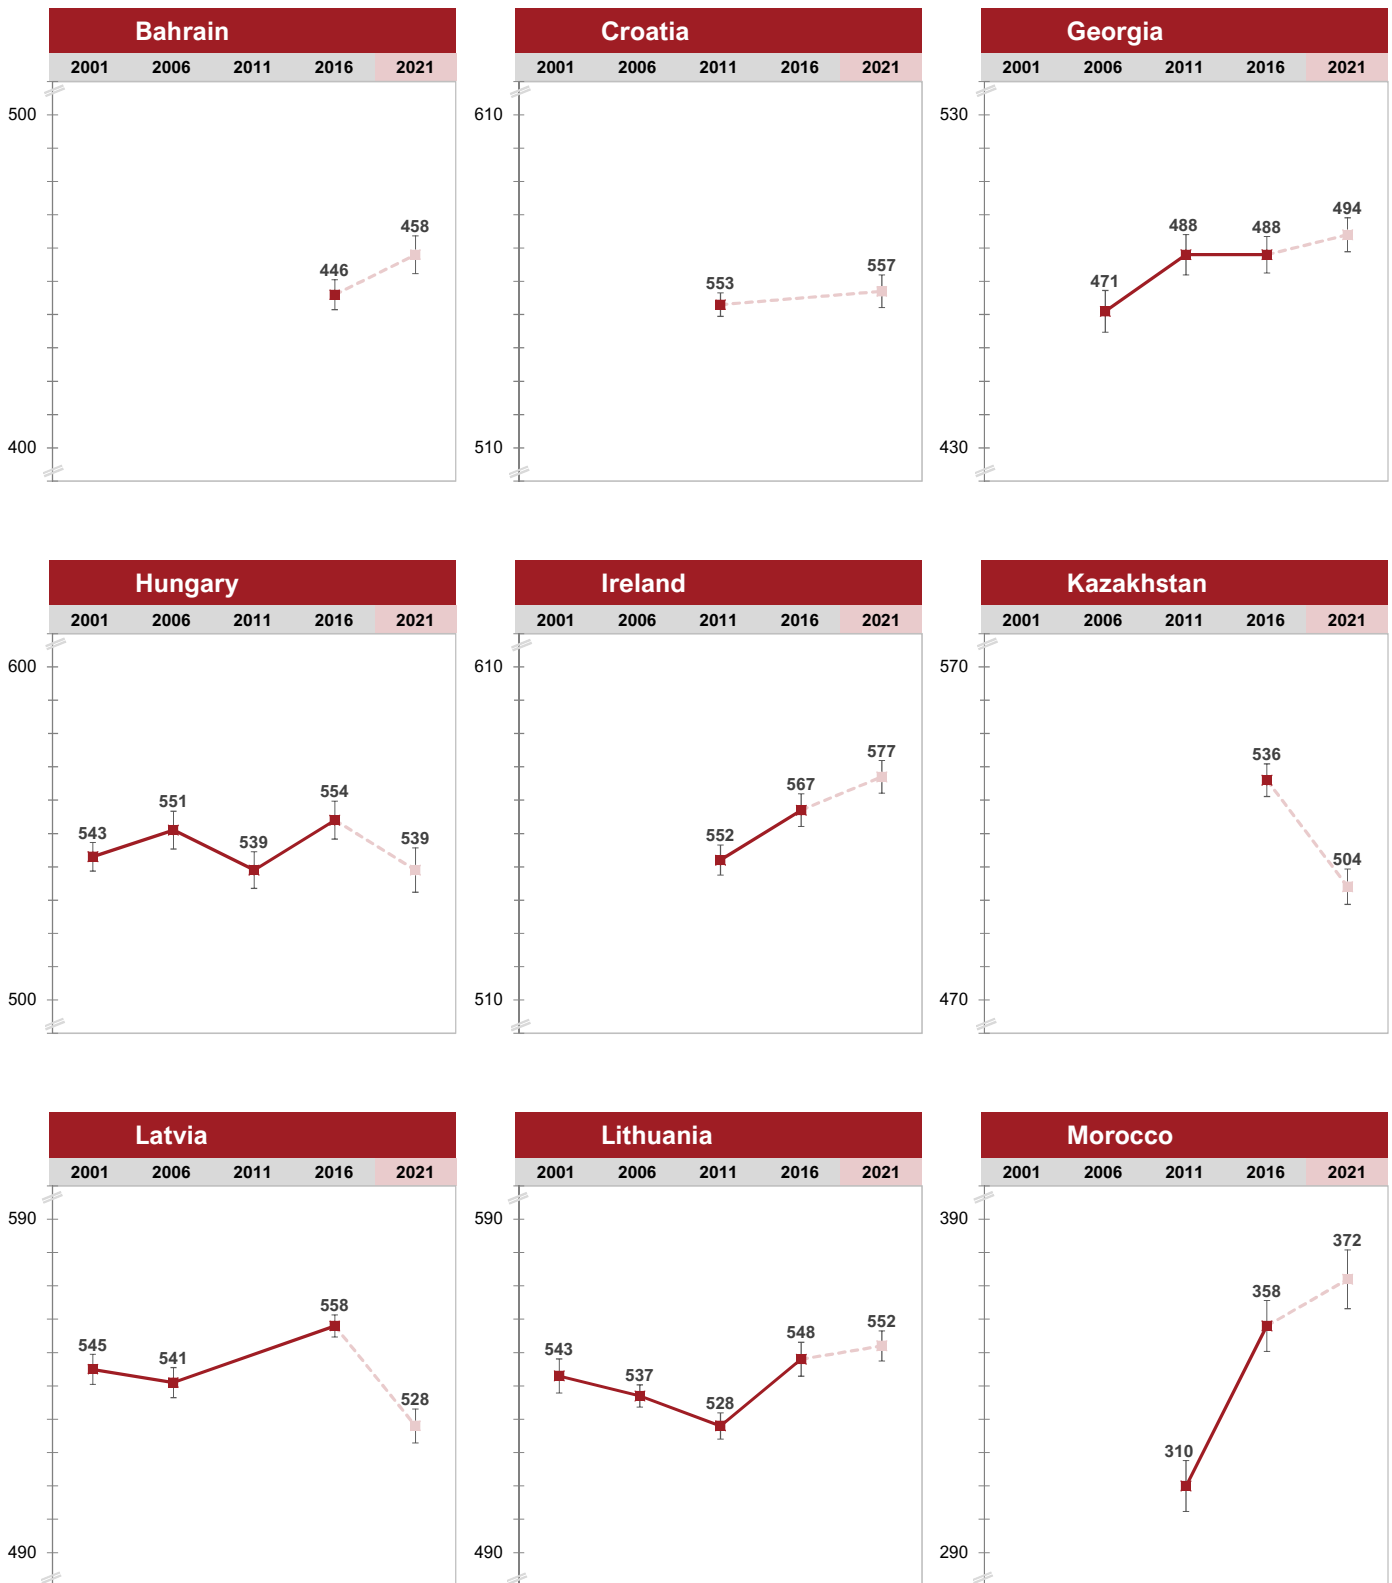 Bahrain Croatia Georgia
2001 2006 2011 2016 2021 2001 2006 2011 2016 2021 2001 2006 2011 2016 2021
500 610 530
494
458 488 488
446 557
553 471
400 510 430
Hungary Ireland Kazakhstan
2001 2006 2011 2016 2021 2001 2006 2011 2016 2021 2001 2006 2011 2016 2021
600 610 570
577 536
551 554 567
543 539 539 552
504
500 510 470
Latvia Lithuania Morocco
2001 2006 2011 2016 2021 2001 2006 2011 2016 2021 2001 2006 2011 2016 2021
590 590 390
372
558 358
545 541 543 548 552
537
528 528
310
490 490 290